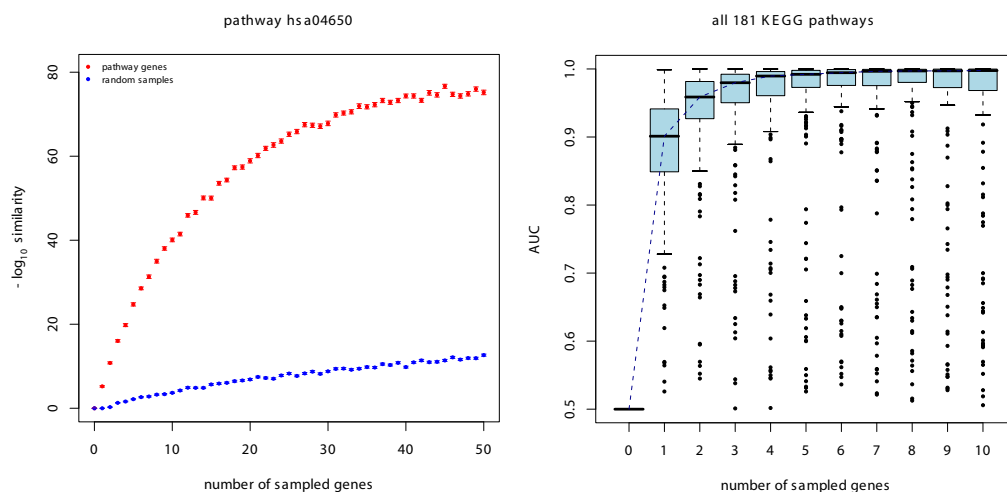 pathway hsa04650
pathway genes
random samples
- log10 similarity
80
60
40
20
0
0 10 20 30 40 50
number of sampled genes
all 181 KEGG pathways
AUC
1.0
0.9
0.8
0.7
0.6
0.5
0 1 2 3 4 5 6 7 8 9 10
number of sampled genes